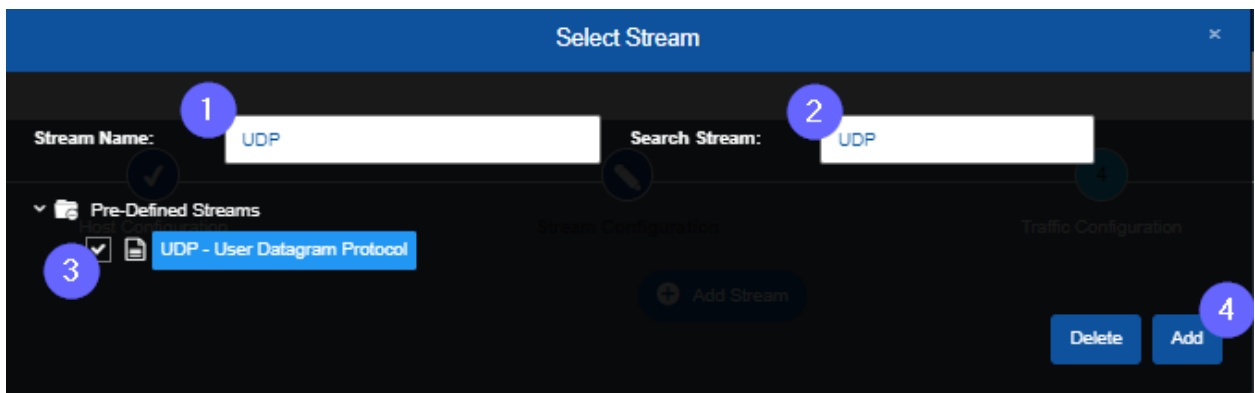 Select Stream
×
1
2
Stream Name:
UDP
Search Stream:
UDP
4
Pre-Defined Streams
Host Configuration
Stream Configuration
Traffic Configuration
3
UDP - User Datagram Protocol
Add Stream
4
Delete
Add